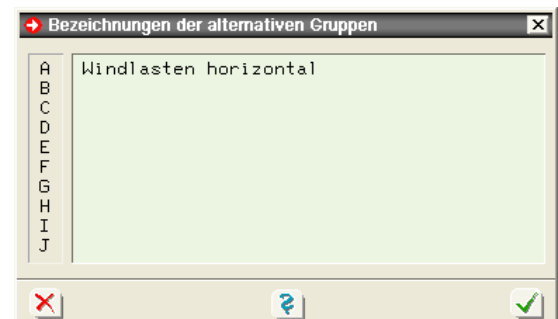 Bezeichnungen der alternativen Gruppen
A Windlasten horizontal
B
C
D
E
F
G
H
I
J